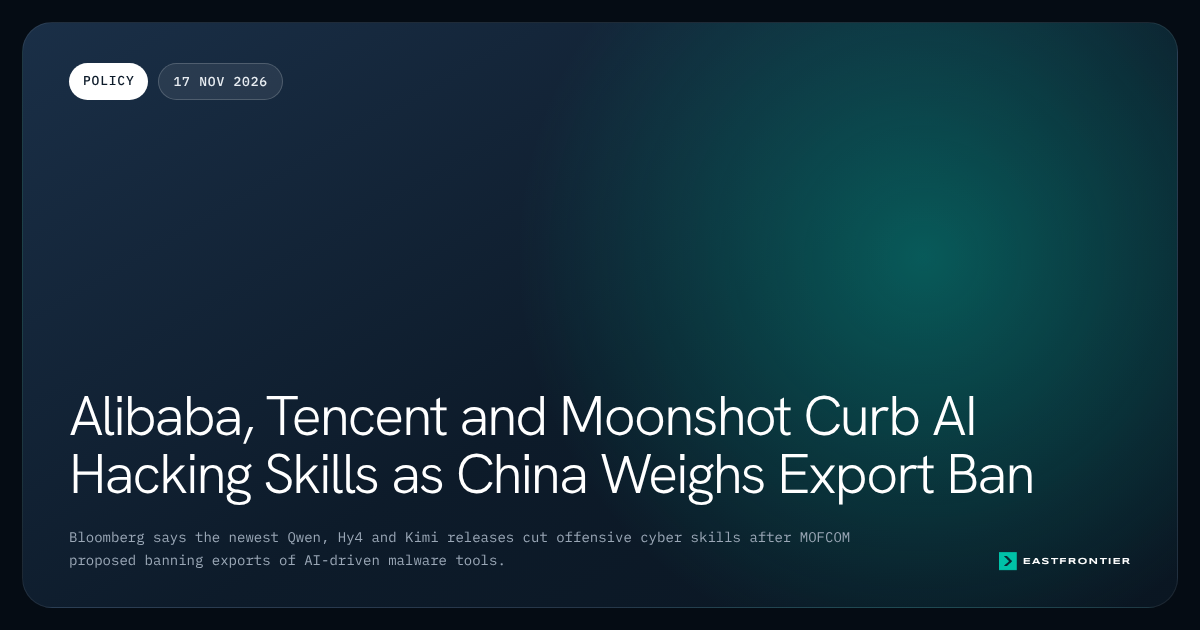 POLICY
17 NOV 2026
Alibaba, Tencent and Moonshot Curb AI
Hacking Skills as China Weighs Export Ban
Bloomberg says the newest Qwen, Hy4 and Kimi releases cut offensive cyber skills after MOFCOM
proposed banning exports of AI-driven malware tools.
EASTFRONTIER